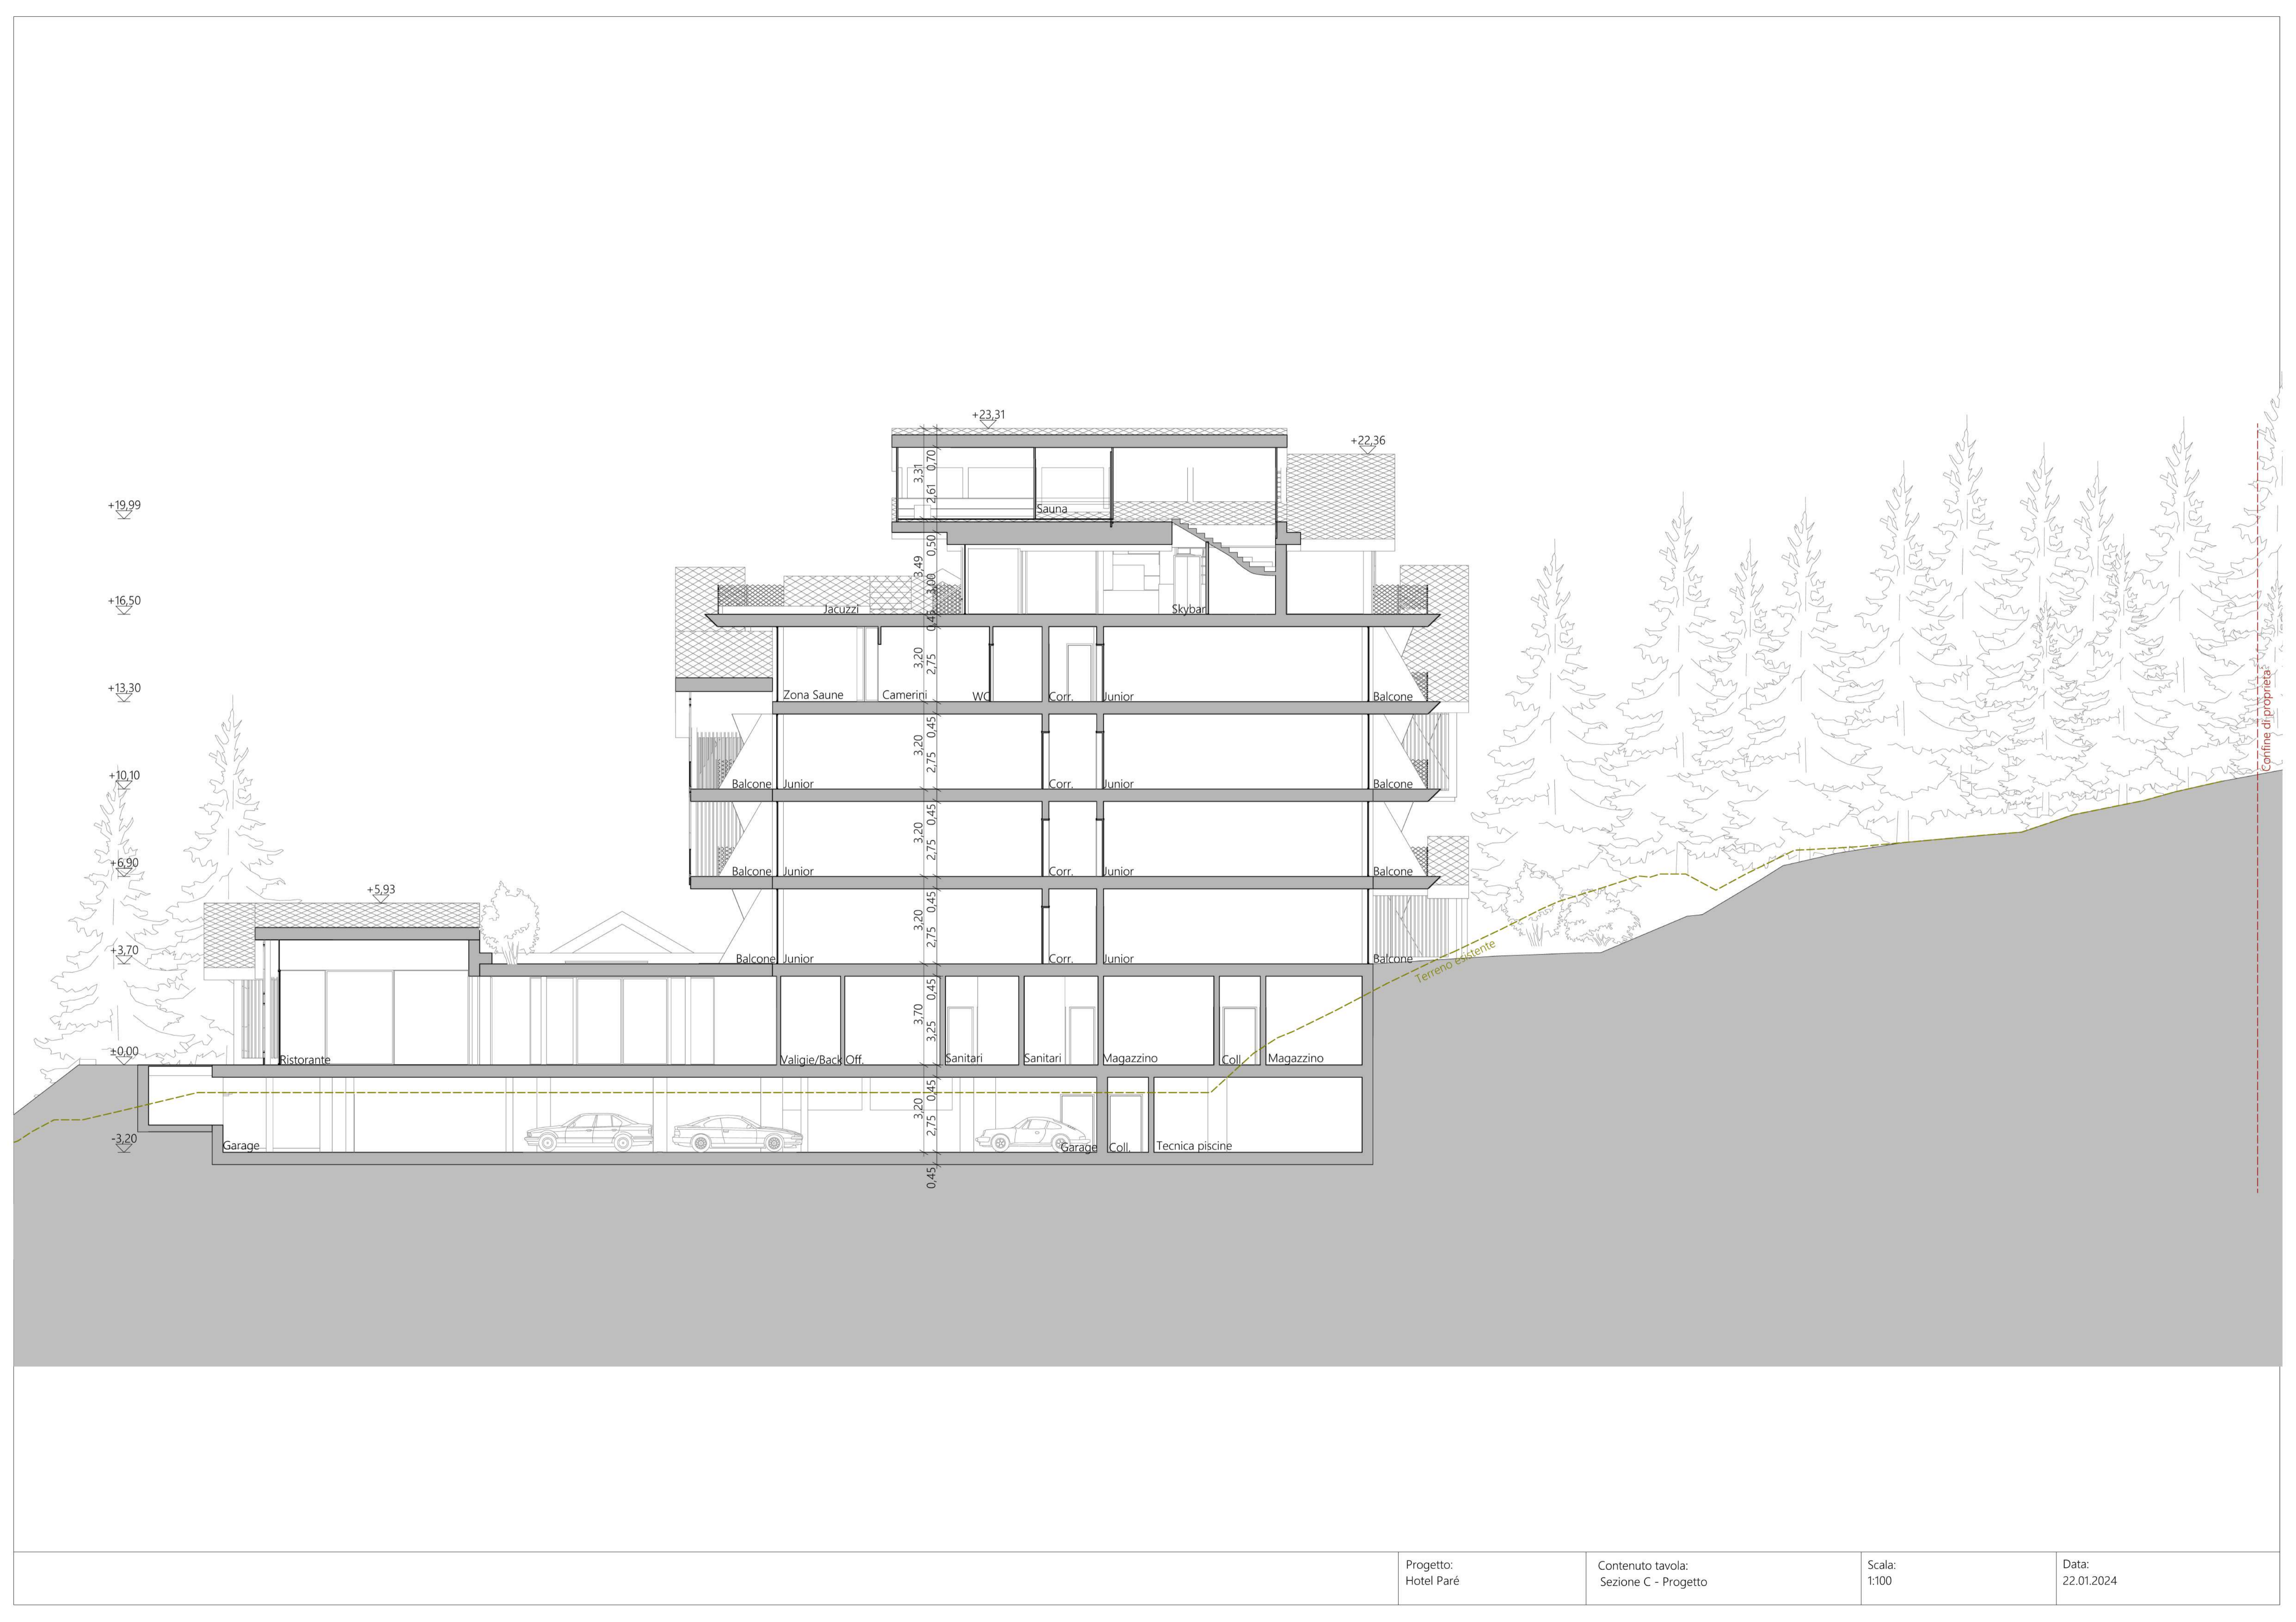 +23,31
+22,36
0,70
3,31
2,61
+19,99
Sauna
0,50
3,49
3,00
+16,50
Jacuzzi
Skybar
0,45
3,20
2,75
+13,30
Zona Saune
Camerini
WC
Corr.
Junior
Balcone
0,45
3,20
2,75
+10,10
Balcone
Junior
Corr.
Junior
Balcone
0,45
3,20
2,75
+6,90
Balcone
Junior
Corr.
Junior
Balcone
+5,93
0,45
3,20
2,75
+3,70
Balcone
Junior
Corr.
Junior
Balcone
Terreno esistente
Confine di proprietà
0,45
3,70
3,25
±0,00
Ristorante
Valigie/Back Off.
Sanitari
Sanitari
Magazzino
Coll.
Magazzino
0,45
3,20
2,75
-3,20
Garage
Garage
Coll.
Tecnica piscine
0,45
Progetto:
Hotel Paré
Contenuto tavola:
Sezione C - Progetto
Scala:
1:100
Data:
22.01.2024